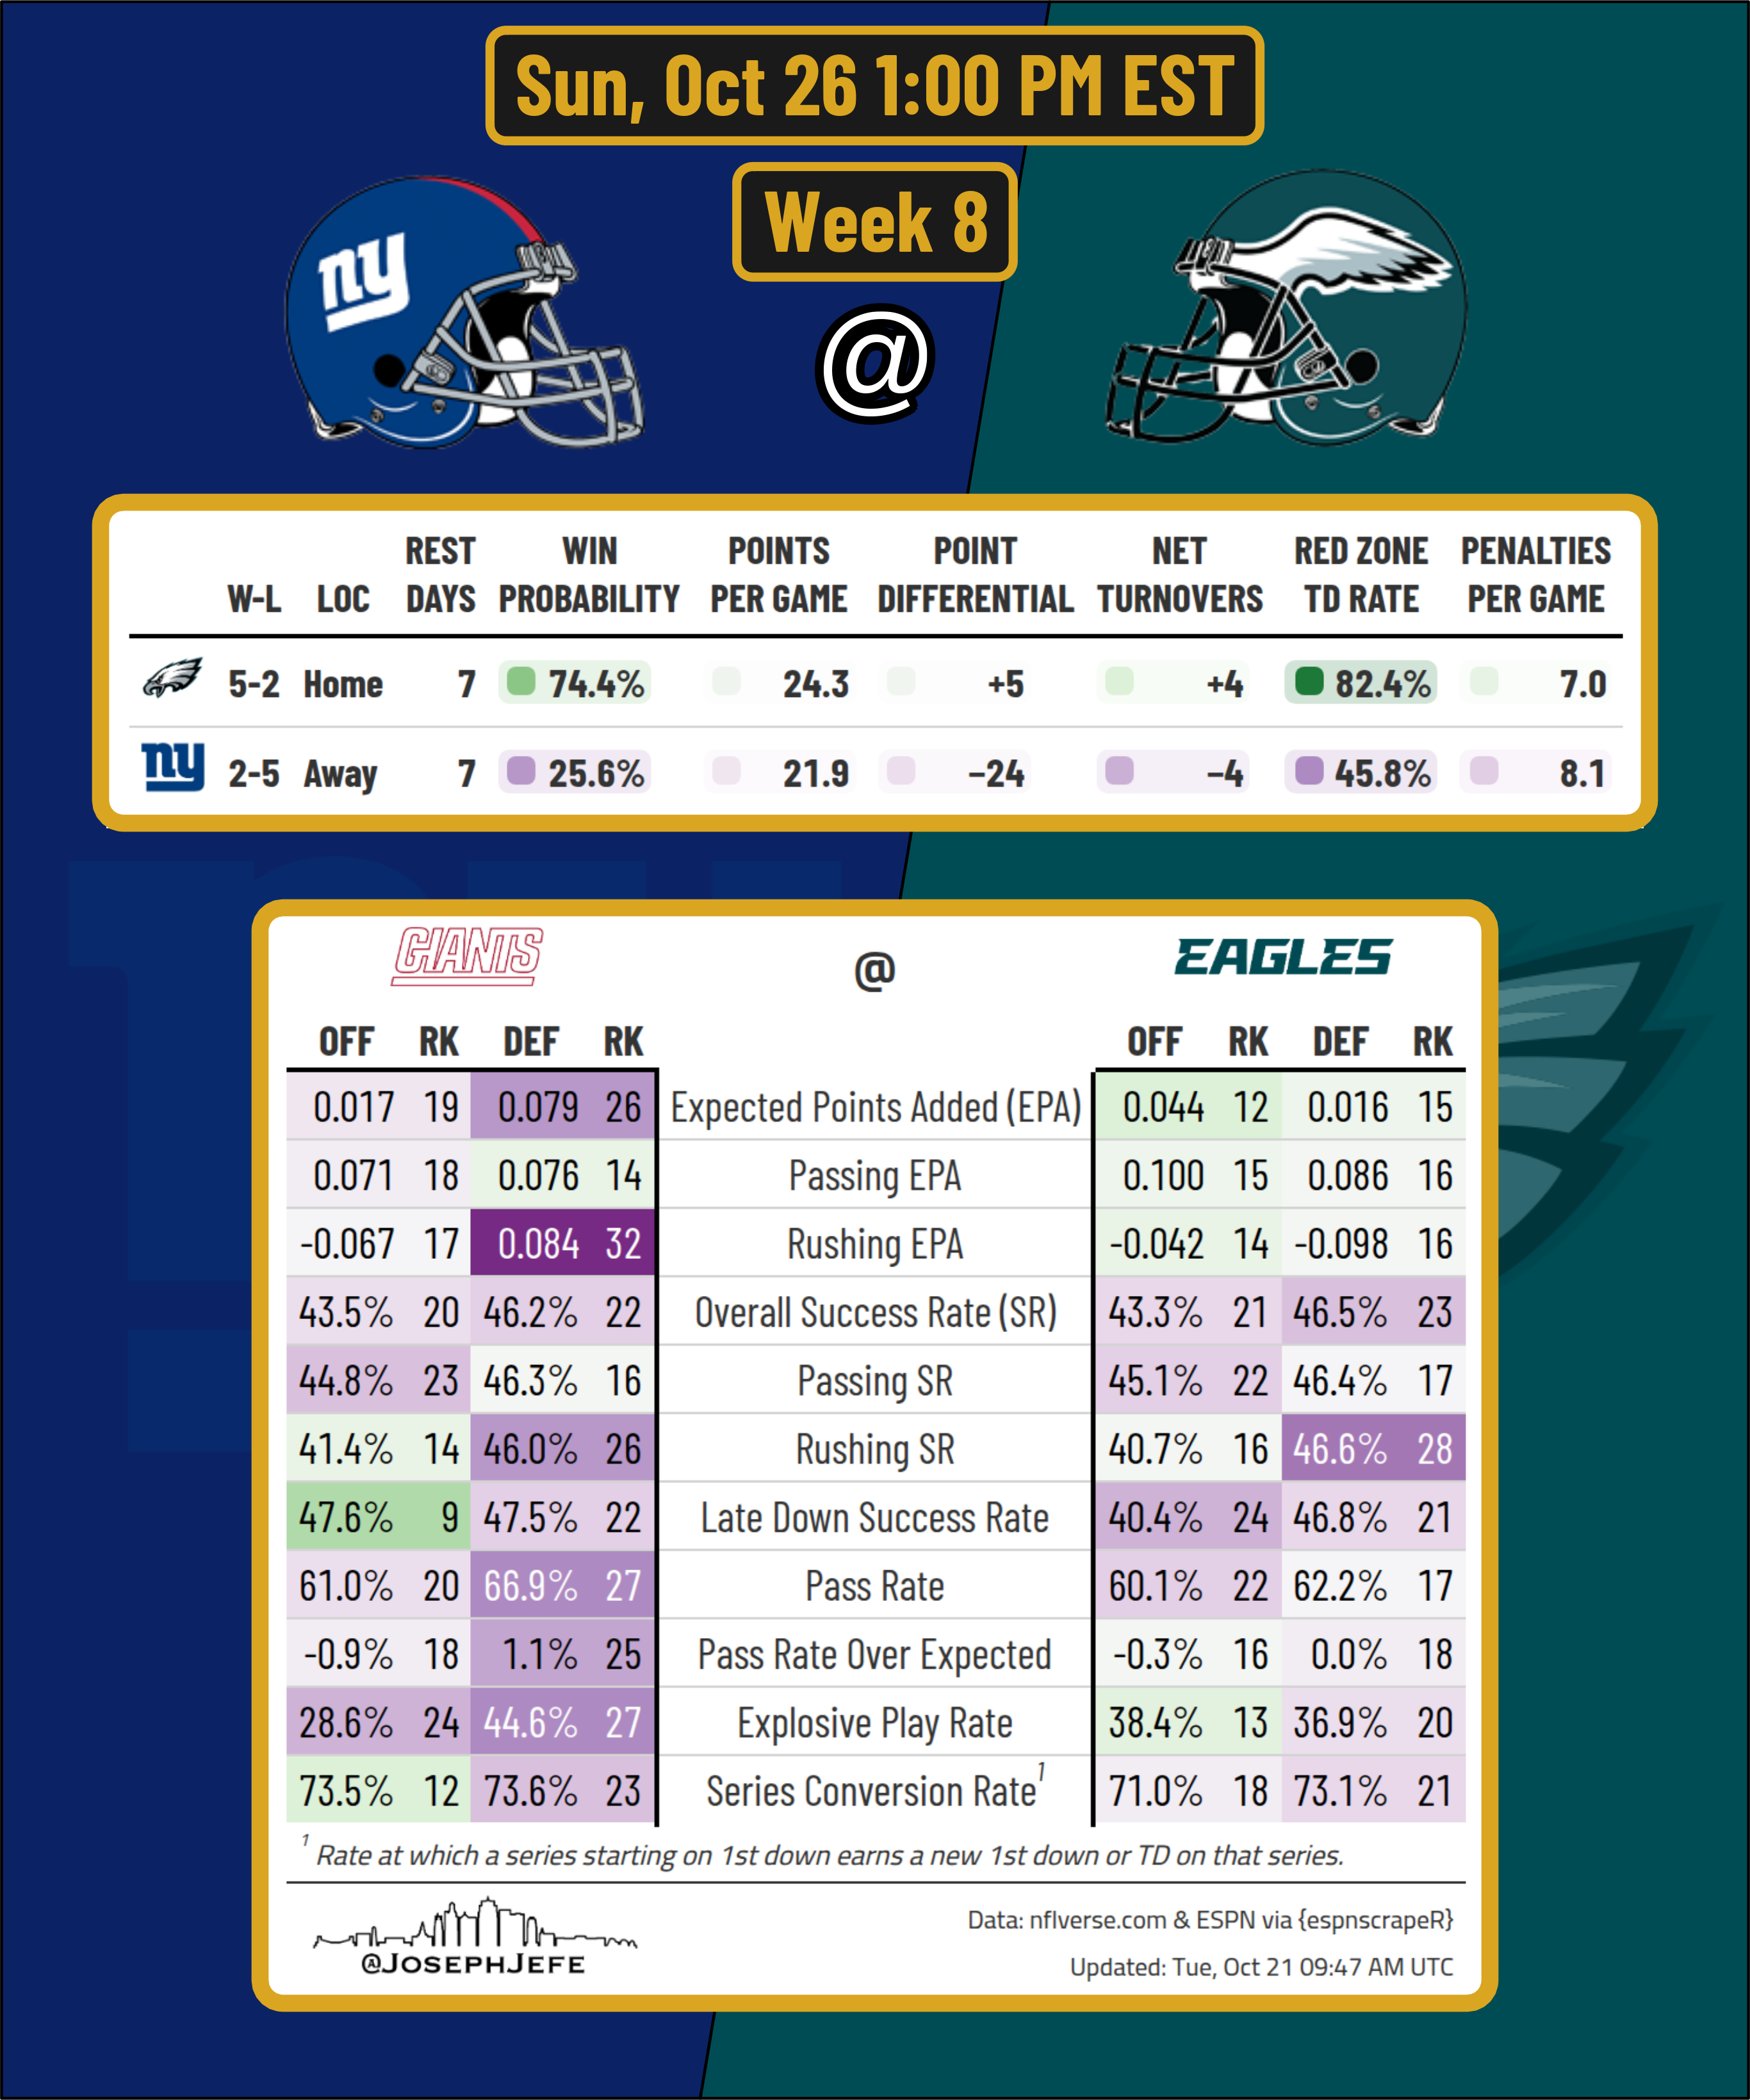 Sun, Oct 26 1:00 PM EST
Week 8
ny
@
W-L LOC REST DAYS WIN PROBABILITY POINTS PER GAME POINT DIFFERENTIAL NET TURNOVERS RED ZONE TD RATE PENALTIES PER GAME
5-2 Home 7 74.4% 24.3 +5 +4 82.4% 7.0
ny 2-5 Away 7 25.6% 21.9 −24 −4 45.8% 8.1
GIANTS @ EAGLES
OFF RK DEF RK OFF RK DEF RK
0.017 19 0.079 26 Expected Points Added (EPA) 0.044 12 0.016 15
0.071 18 0.076 14 Passing EPA 0.100 15 0.086 16
-0.067 17 0.084 32 Rushing EPA -0.042 14 -0.098 16
43.5% 20 46.2% 22 Overall Success Rate (SR) 43.3% 21 46.5% 23
44.8% 23 46.3% 16 Passing SR 45.1% 22 46.4% 17
41.4% 14 46.0% 26 Rushing SR 40.7% 16 46.6% 28
47.6% 9 47.5% 22 Late Down Success Rate 40.4% 24 46.8% 21
61.0% 20 66.9% 27 Pass Rate 60.1% 22 62.2% 17
-0.9% 18 1.1% 25 Pass Rate Over Expected -0.3% 16 0.0% 18
28.6% 24 44.6% 27 Explosive Play Rate 38.4% 13 36.9% 20
73.5% 12 73.6% 23 Series Conversion Rate¹ 71.0% 18 73.1% 21
¹ Rate at which a series starting on 1st down earns a new 1st down or TD on that series.
@JOSEPHJEFE
Data: nflverse.com & ESPN via {espnscrapeR}
Updated: Tue, Oct 21 09:47 AM UTC